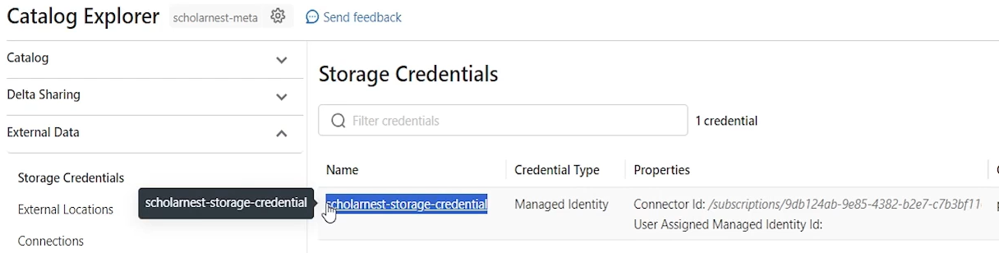 Catalog Explorer scholarnest-meta Send feedback
Catalog
Delta Sharing
External Data
Storage Credentials
External Locations
Connections
Storage Credentials
Filter credentials 1 credential
Name Credential Type Properties
scholarnest-storage-credential scholarnest-storage-credential Managed Identity Connector Id: /subscriptions/9db124ab-9e85-4382-b2e7-c7b3bf11
User Assigned Managed Identity Id: